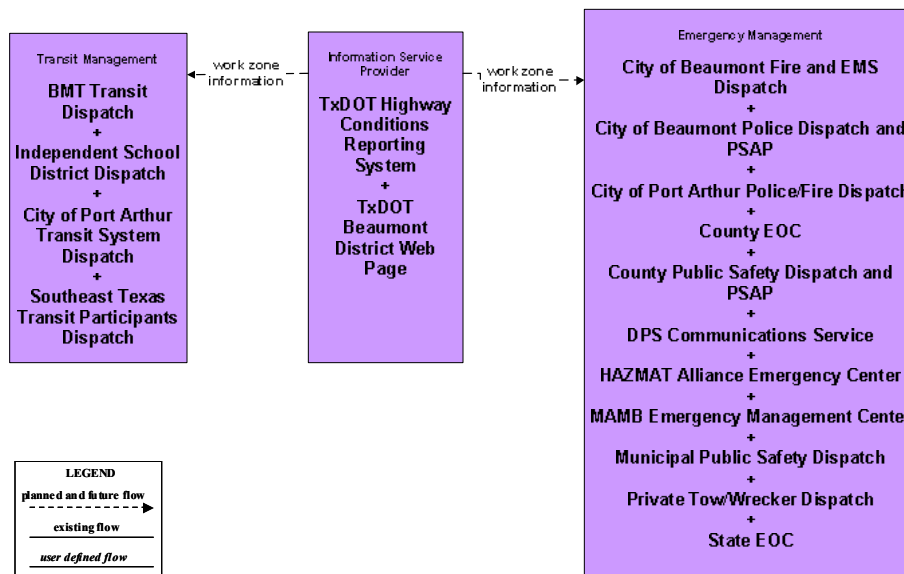 Transit Management
BMT Transit
Dispatch
+
Independent School
District Dispatch
+
City of Port Arthur
Transit System
Dispatch
+
Southeast Texas
Transit Participants
Dispatch
work zone
information
Information Service
Provider
TxDOT Highway
Conditions
Reporting
System
+
TxDOT
Beaumont
District Web
Page
work zone
information
Emergency Management
City of Beaumont Fire and EMS
Dispatch
+
City of Beaumont Police Dispatch and
PSAP
+
City of Port Arthur Police/Fire Dispatch
+
County EOC
+
County Public Safety Dispatch and
PSAP
+
DPS Communications Service
+
HAZMAT Alliance Emergency Center
+
MAMB Emergency Management Center
+
Municipal Public Safety Dispatch
+
Private Tow/Wrecker Dispatch
+
State EOC
LEGEND
planned and future flow
existing flow
user defined flow